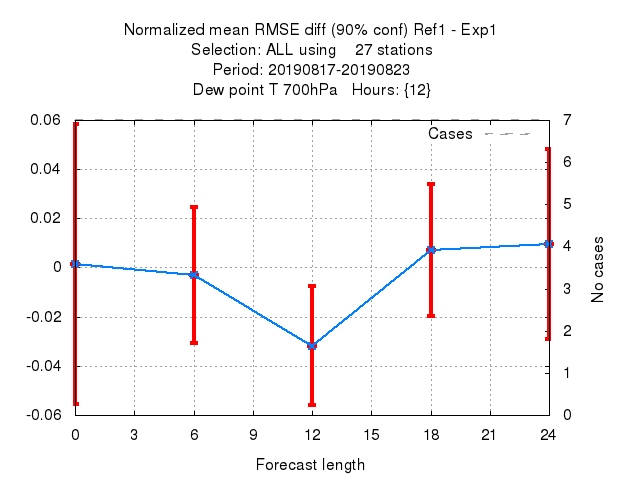 Normalized mean RMSE diff (90% conf) Ref1 - Exp1
Selection: ALL using    27 stations
Period: 20190817-20190823
Dew point T 700hPa   Hours: {12}
Cases
0.06
0.04
0.02
0
-0.02
-0.04
-0.06
7
6
5
4
3
2
1
0
No cases
0 3 6 9 12 15 18 21 24
Forecast length